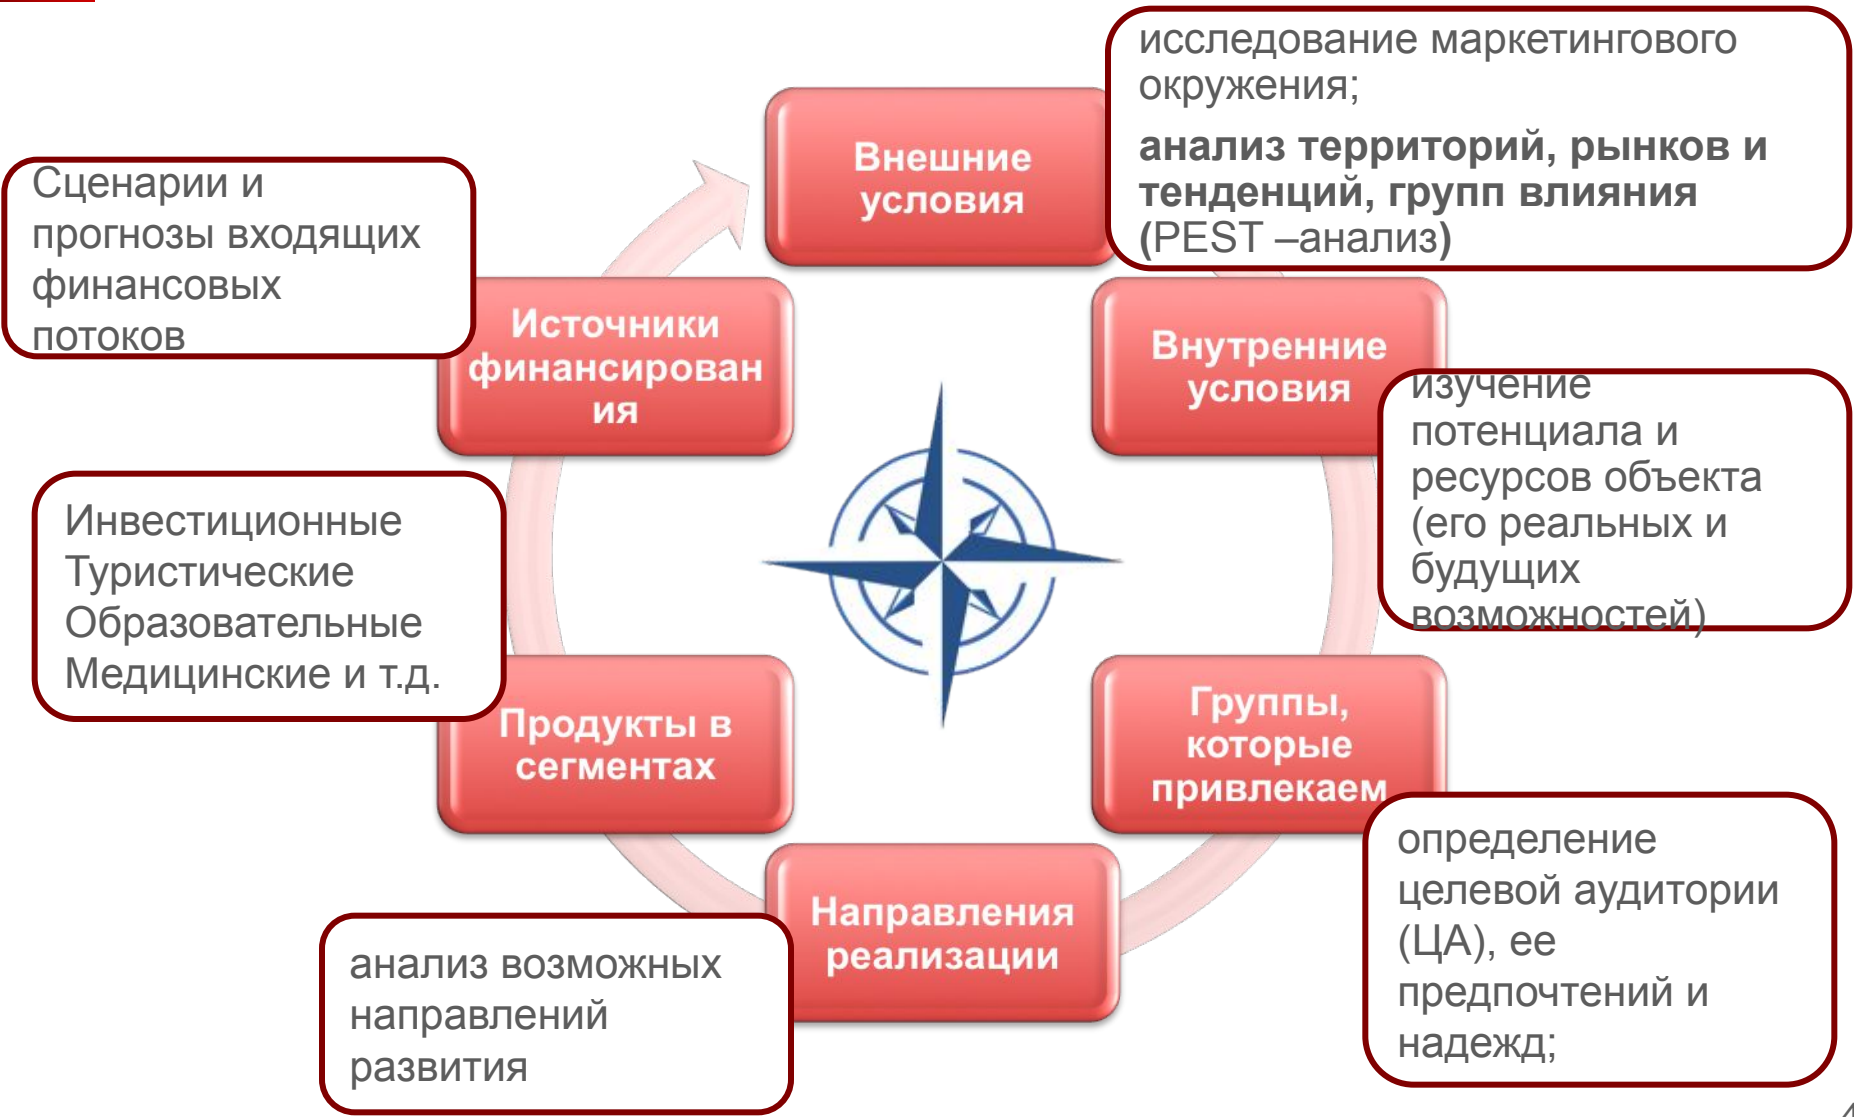 исследование маркетингового
окружения;
анализ территорий, рынков и
тенденций, групп влияния
(PEST –анализ)
Внешние
условия
Сценарии и
прогнозы входящих
финансовых
потоков
Источники
финансирован
ия
Внутренние
условия
изучение
потенциала и
ресурсов объекта
(его реальных и
будущих
возможностей)
Инвестиционные
Туристические
Образовательные
Медицинские и т.д.
Продукты в
сегментах
Группы,
которые
привлекаем
определение
целевой аудитории
(ЦА), ее
предпочтений и
надежд;
Направления
реализации
анализ возможных
направлений
развития